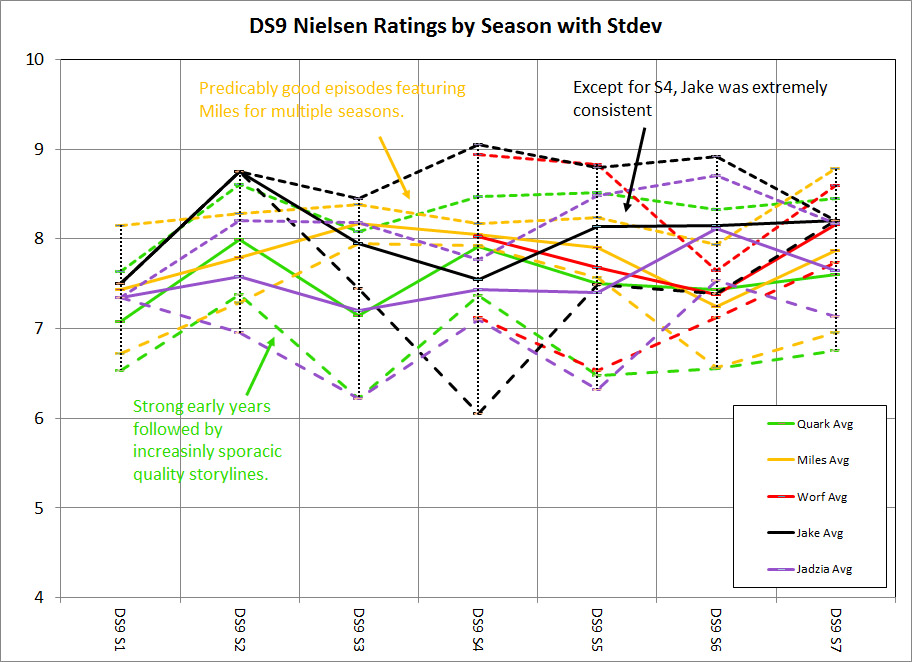 DS9 Nielsen Ratings by Season with Stdev
10
9
8
7
6
5
4
Predicably good episodes featuring
Miles for multiple seasons.
Except for S4, Jake was extremely
consistent
Strong early years
followed by
increasinly sporacic
quality storylines.
Quark Avg
Miles Avg
Worf Avg
Jake Avg
Jadzia Avg
DS9 S1
DS9 S2
DS9 S3
DS9 S4
DS9 S5
DS9 S6
DS9 S7